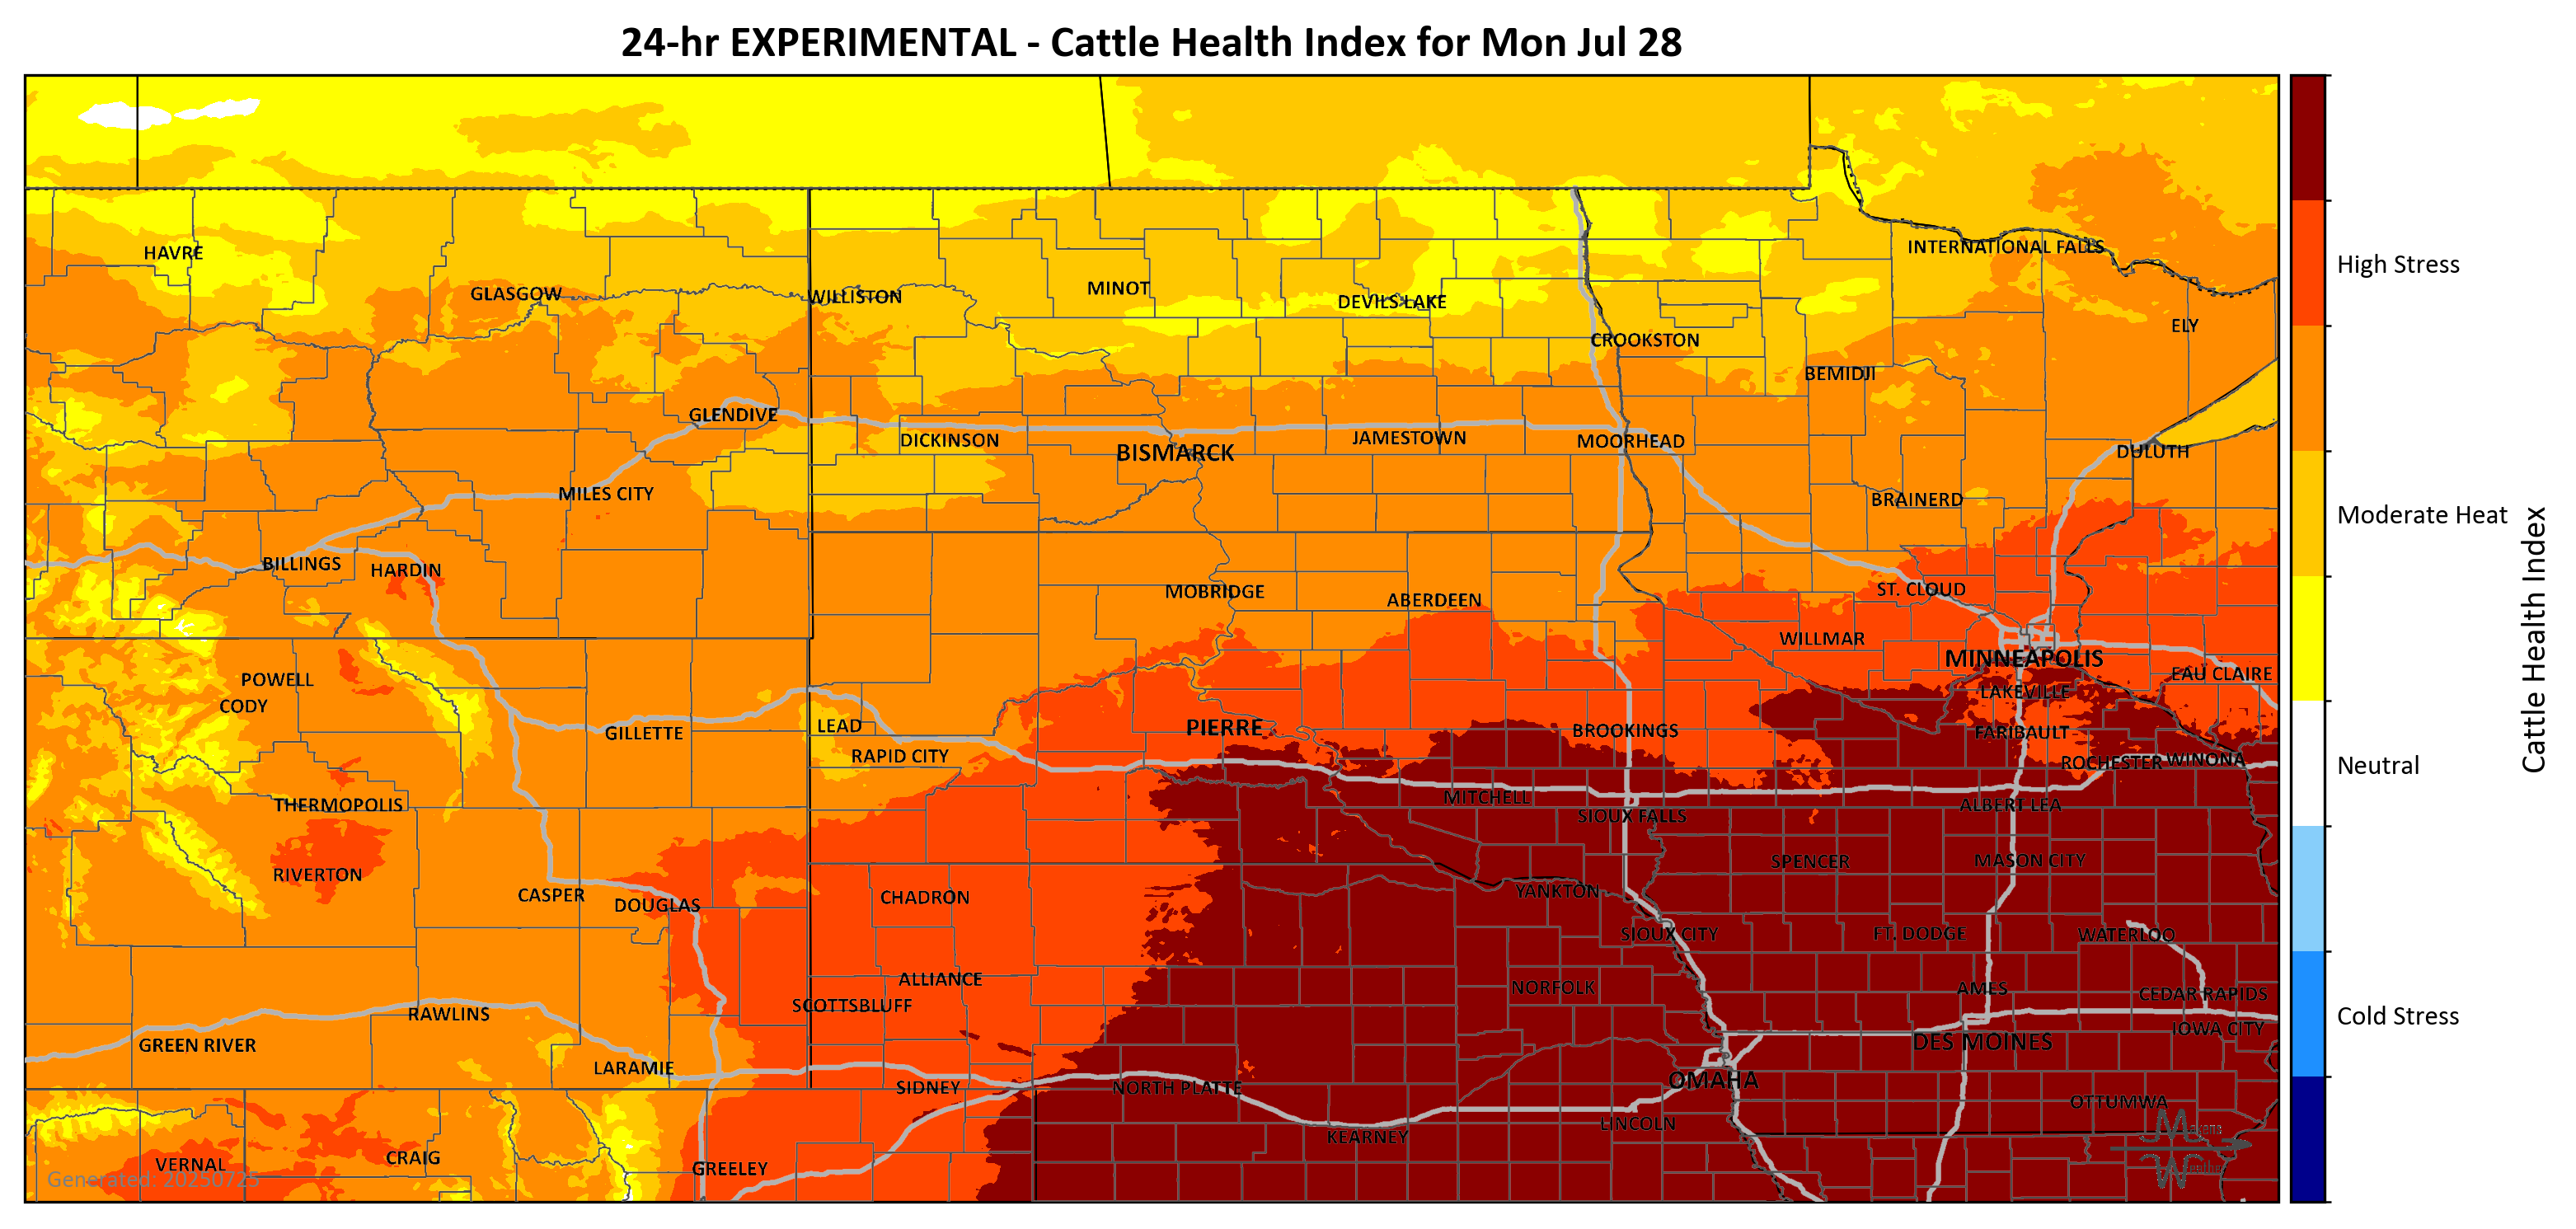 24-hr EXPERIMENTAL - Cattle Health Index for Mon Jul 28
HAVRE
INTERNATIONAL FALLS
High Stress
GLASGOW
WILLISTON
MINOT
DEVILS LAKE
ELY
CROOKSTON
BEMIDJI
GLENDIVE
DICKINSON
BISMARCK
JAMESTOWN
MOORHEAD
DULUTH
MILES CITY
BRAINERD
Moderate Heat
BILLINGS
HARDIN
MOBRIDGE
ABERDEEN
ST. CLOUD
WILLMAR
MINNEAPOLIS
Cattle Health Index
POWELL
EAU CLAIRE
CODY
LAKEVILLE
GILLETTE
LEAD
PIERRE
BROOKINGS
FARIBAULT
RAPID CITY
ROCHESTER
WINONA
Neutral
THERMOPOLIS
MITCHELL
SIOUX FALLS
ALBERT LEA
RIVERTON
SPENCER
MASON CITY
CASPER
DOUGLAS
CHADRON
YANKTON
SIOUX CITY
FT. DODGE
WATERLOO
ALLIANCE
NORFOLK
AMES
CEDAR RAPIDS
SCOTTSBLUFF
RAWLINS
Cold Stress
GREEN RIVER
IOWA CITY
DES MOINES
LARAMIE
SIDNEY
NORTH PLATTE
OMAHA
OTTUMWA
LINCOLN
KEARNEY
VERNAL
CRAIG
GREELEY
Generated: 20250725